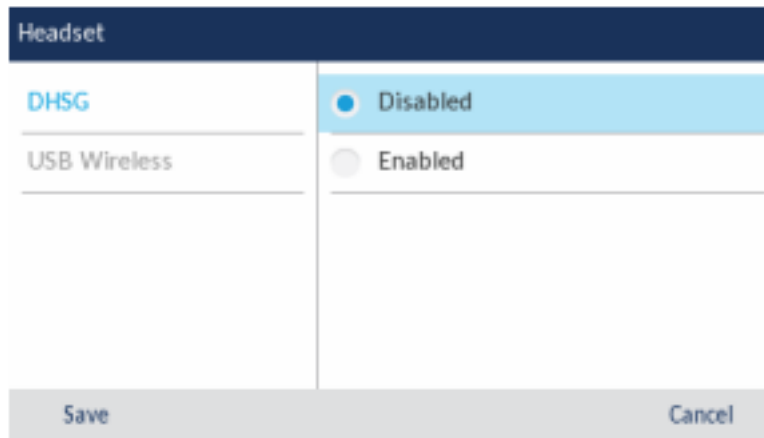 Headset
DHSG
Disabled
USB Wireless
Enabled
Save
Cancel